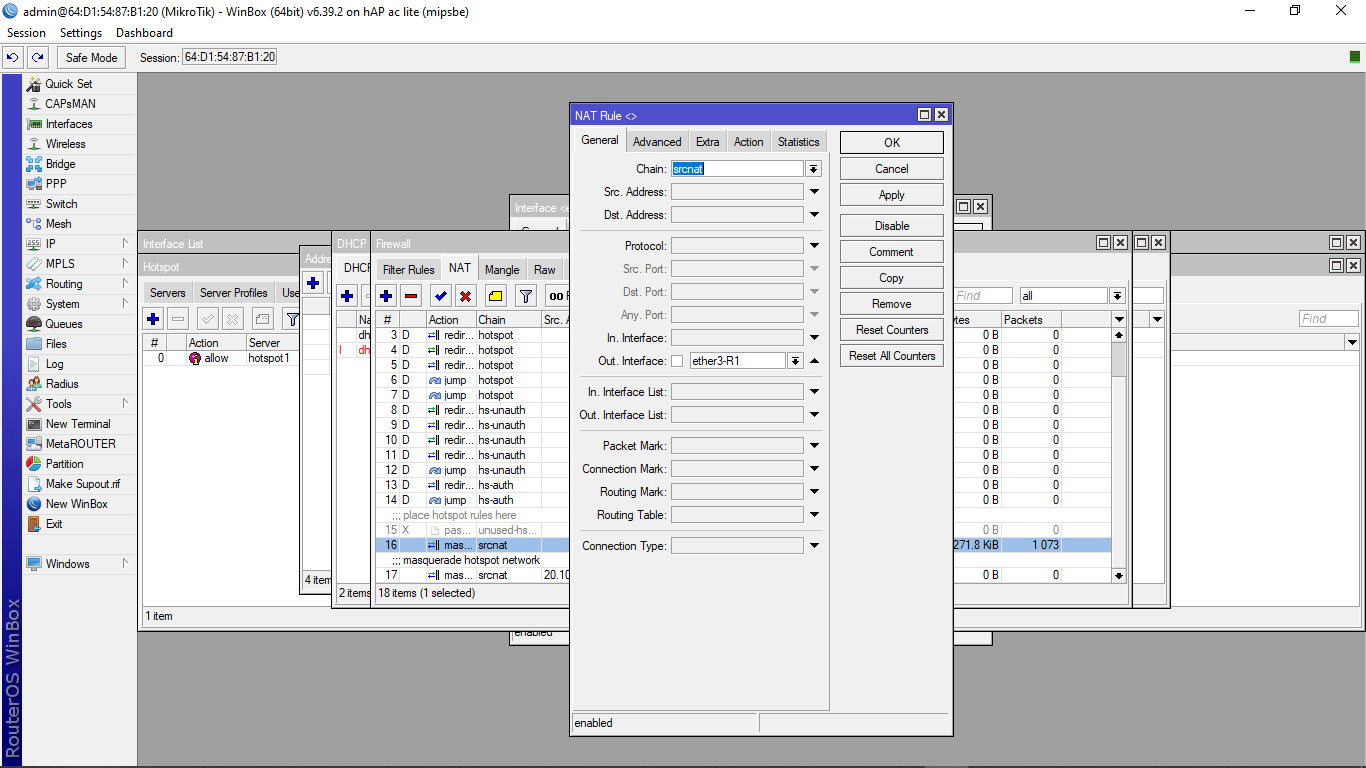 admin@64:D1:54:87:B1:20 (MikroTik) - WinBox (64bit) v6.39.2 on hAP ac lite (mipsbe)
Session Settings Dashboard
Safe Mode Session: 64:D1:54:87:B1:20
Quick Set
CAPsMAN
Interfaces
Wireless
Bridge
PPP
Switch
Mesh
IP
MPLS
Routing
System
Queues
Files
Log
Radius
Tools
New Terminal
MetaROUTER
Partition
Make Supout.rif
New WinBox
Exit
Windows
RouterOS WinBox
Interface List
Hotspot
Servers Server Profiles Use
# Action Server
0 allow hotspot1
1 item
Addre
4 item
DHCP
DHCP
Na
dh
I dh
2 items
Interface <e
enabled
Firewall
Filter Rules NAT Mangle Raw
Find all
# Action Chain Src. A ytes Packets
3 D redir... hotspot 0 B 0
4 D redir... hotspot 0 B 0
5 D redir... hotspot 0 B 0
6 D jump hotspot 0 B 0
7 D jump hotspot 0 B 0
8 D redir... hs-unauth 0 B 0
9 D redir... hs-unauth 0 B 0
10 D redir... hs-unauth 0 B 0
11 D redir... hs-unauth 0 B 0
12 D jump hs-unauth 0 B 0
13 D redir... hs-auth 0 B 0
14 D jump hs-auth 0 B 0
;;; place hotspot rules here
15 X pas... unused-hs... 0 B 0
16 mas... srcnat 271.8 KiB 1 073
;;; masquerade hotspot network
17 mas... srcnat 20.10 0 B 0
18 items (1 selected)
Find
NAT Rule <>
General Advanced Extra Action Statistics
Chain: srcnat
Src. Address:
Dst. Address:
Protocol:
Src. Port:
Dst. Port:
Any. Port:
In. Interface:
Out. Interface: ether3-R1
In. Interface List:
Out. Interface List:
Packet Mark:
Connection Mark:
Routing Mark:
Routing Table:
Connection Type:
OK
Cancel
Apply
Disable
Comment
Copy
Remove
Reset Counters
Reset All Counters
enabled